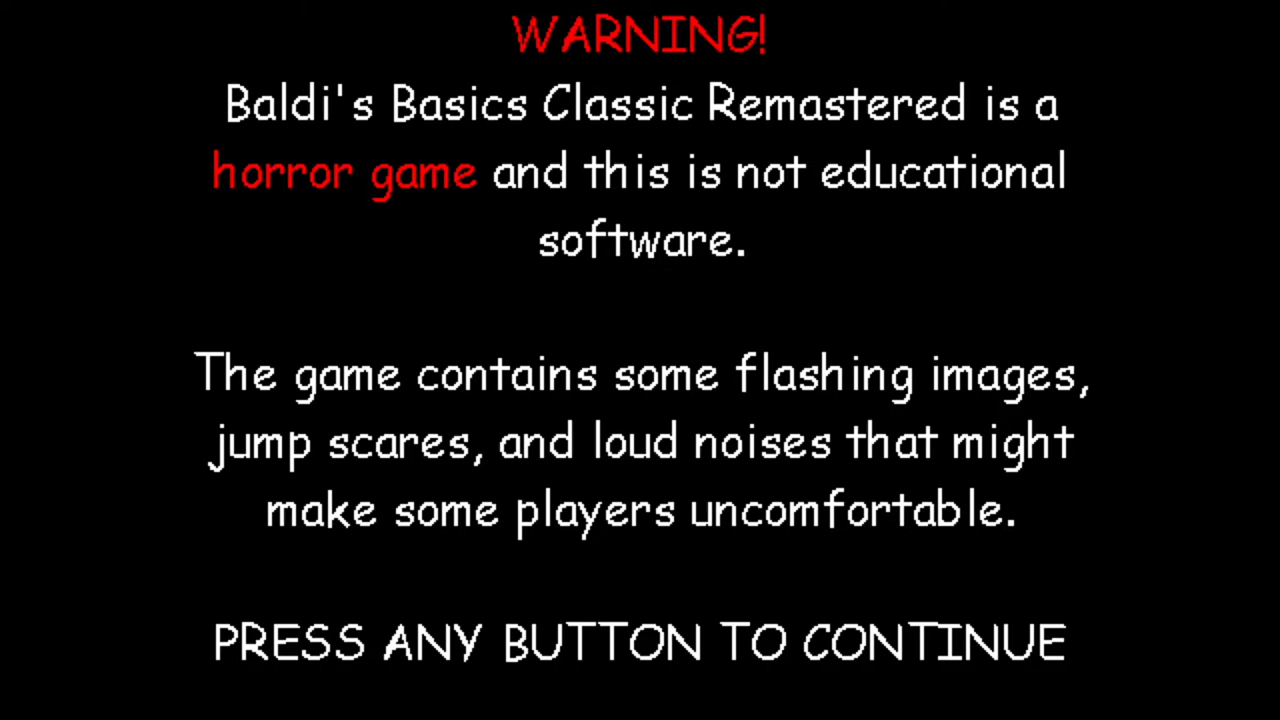 WARNING!
Baldi's Basics Classic Remastered is a
horror game and this is not educational
software.
The game contains some flashing images,
jump scares, and loud noises that might
make some players uncomfortable.
PRESS ANY BUTTON TO CONTINUE